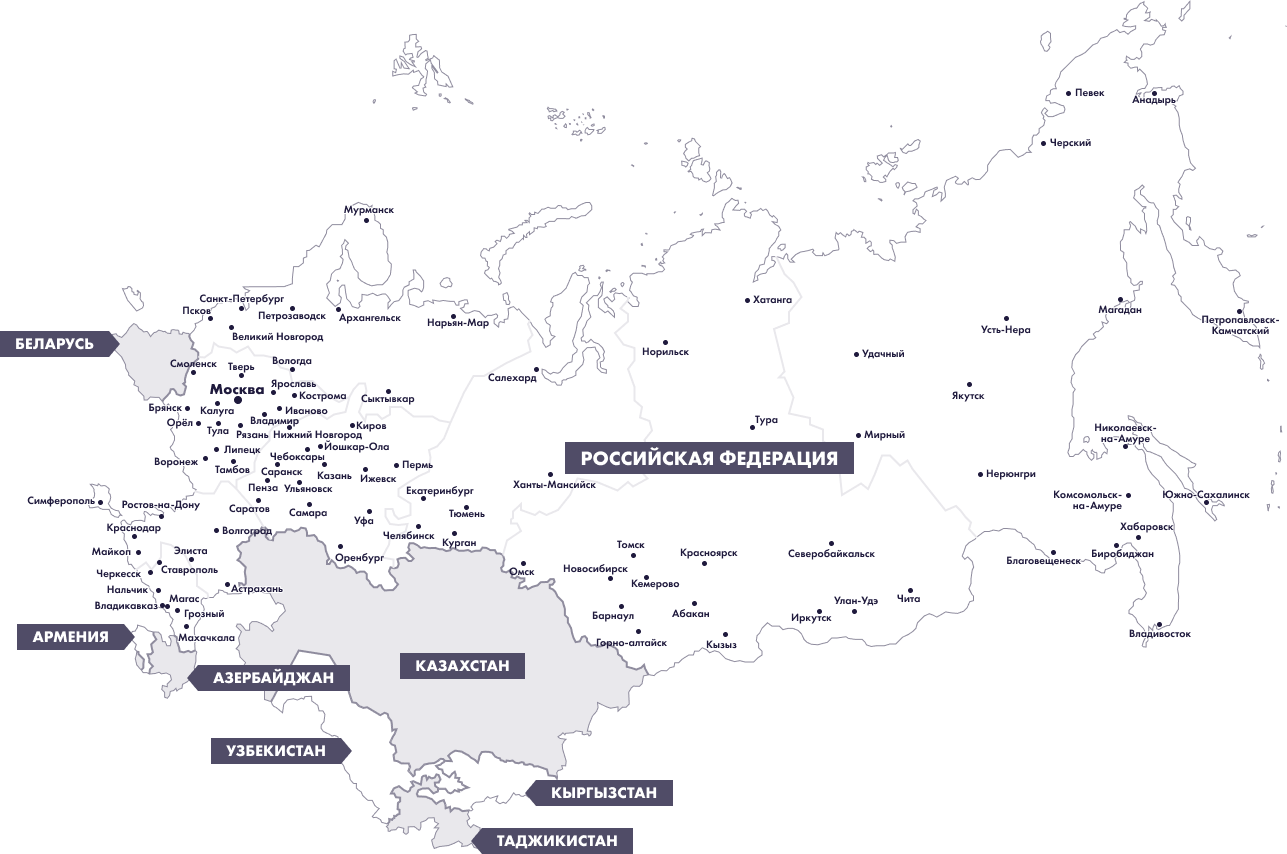 Певек
Анадырь
Черский
Мурманск
Санкт-Петербург
Псков
Петрозаводск
Архангельск
Нарьян-Мар
Хатанга
Магадан
Петропавловск-
Камчатский
Усть-Нера
Великий Новгород
БЕЛАРУСЬ
Норильск
Удачный
Смоленск
Тверь
Вологда
Салехард
Москва
Ярославль
Кострома
Сыктывкар
Якутск
Брянск
Калуга
Иваново
Владимир
Орёл
Тула
Рязань
Нижний Новгород
Киров
Тура
Мирный
Николаевск-
на-Амуре
Воронеж
Липецк
Йошкар-Ола
Чебоксары
Тамбов
Саранск
Казань
Ижевск
Пермь
РОССИЙСКАЯ ФЕДЕРАЦИЯ
Нерюнгри
Пенза
Ульяновск
Екатеринбург
Ханты-Мансийск
Комсомольск-
на-Амуре
Южно-Сахалинск
Симферополь
Ростов-на-Дону
Саратов
Самара
Уфа
Тюмень
Краснодар
Волгоград
Челябинск
Курган
Хабаровск
Майкоп
Элиста
Оренбург
Томск
Красноярск
Северобайкальск
Благовещенеск
Биробиджан
Черкесск
Ставрополь
Омск
Новосибирск
Кемерово
Нальчик
Астрахань
Магас
Владикавказ
Грозный
Барнаул
Абакан
Иркутск
Улан-Удэ
Чита
АРМЕНИЯ
Махачкала
Горно-алтайск
Кызыз
Владивосток
КАЗАХСТАН
АЗЕРБАЙДЖАН
УЗБЕКИСТАН
КЫРГЫЗСТАН
ТАДЖИКИСТАН